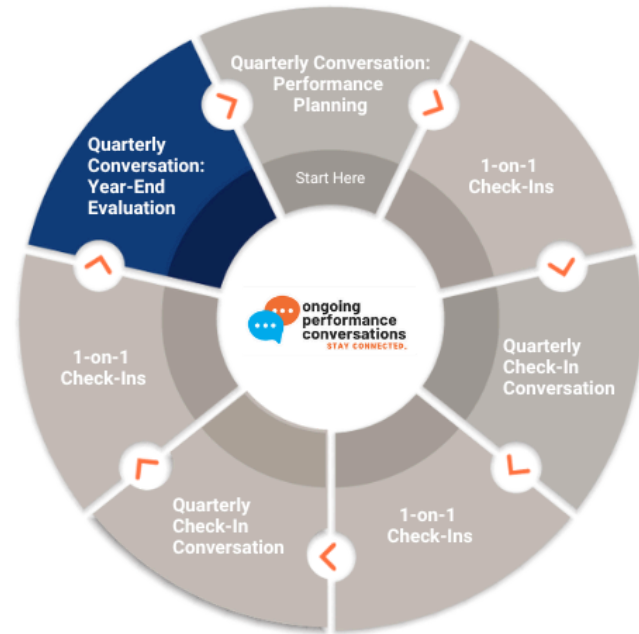 Quarterly Conversation:
Performance
Planning
Start Here
1-on-1
Check-Ins
Quarterly
Check-In
Conversation
1-on-1
Check-Ins
Quarterly
Check-In
Conversation
1-on-1
Check-Ins
Quarterly
Conversation:
Year-End
Evaluation
ongoing
performance
conversations
STAY CONNECTED.